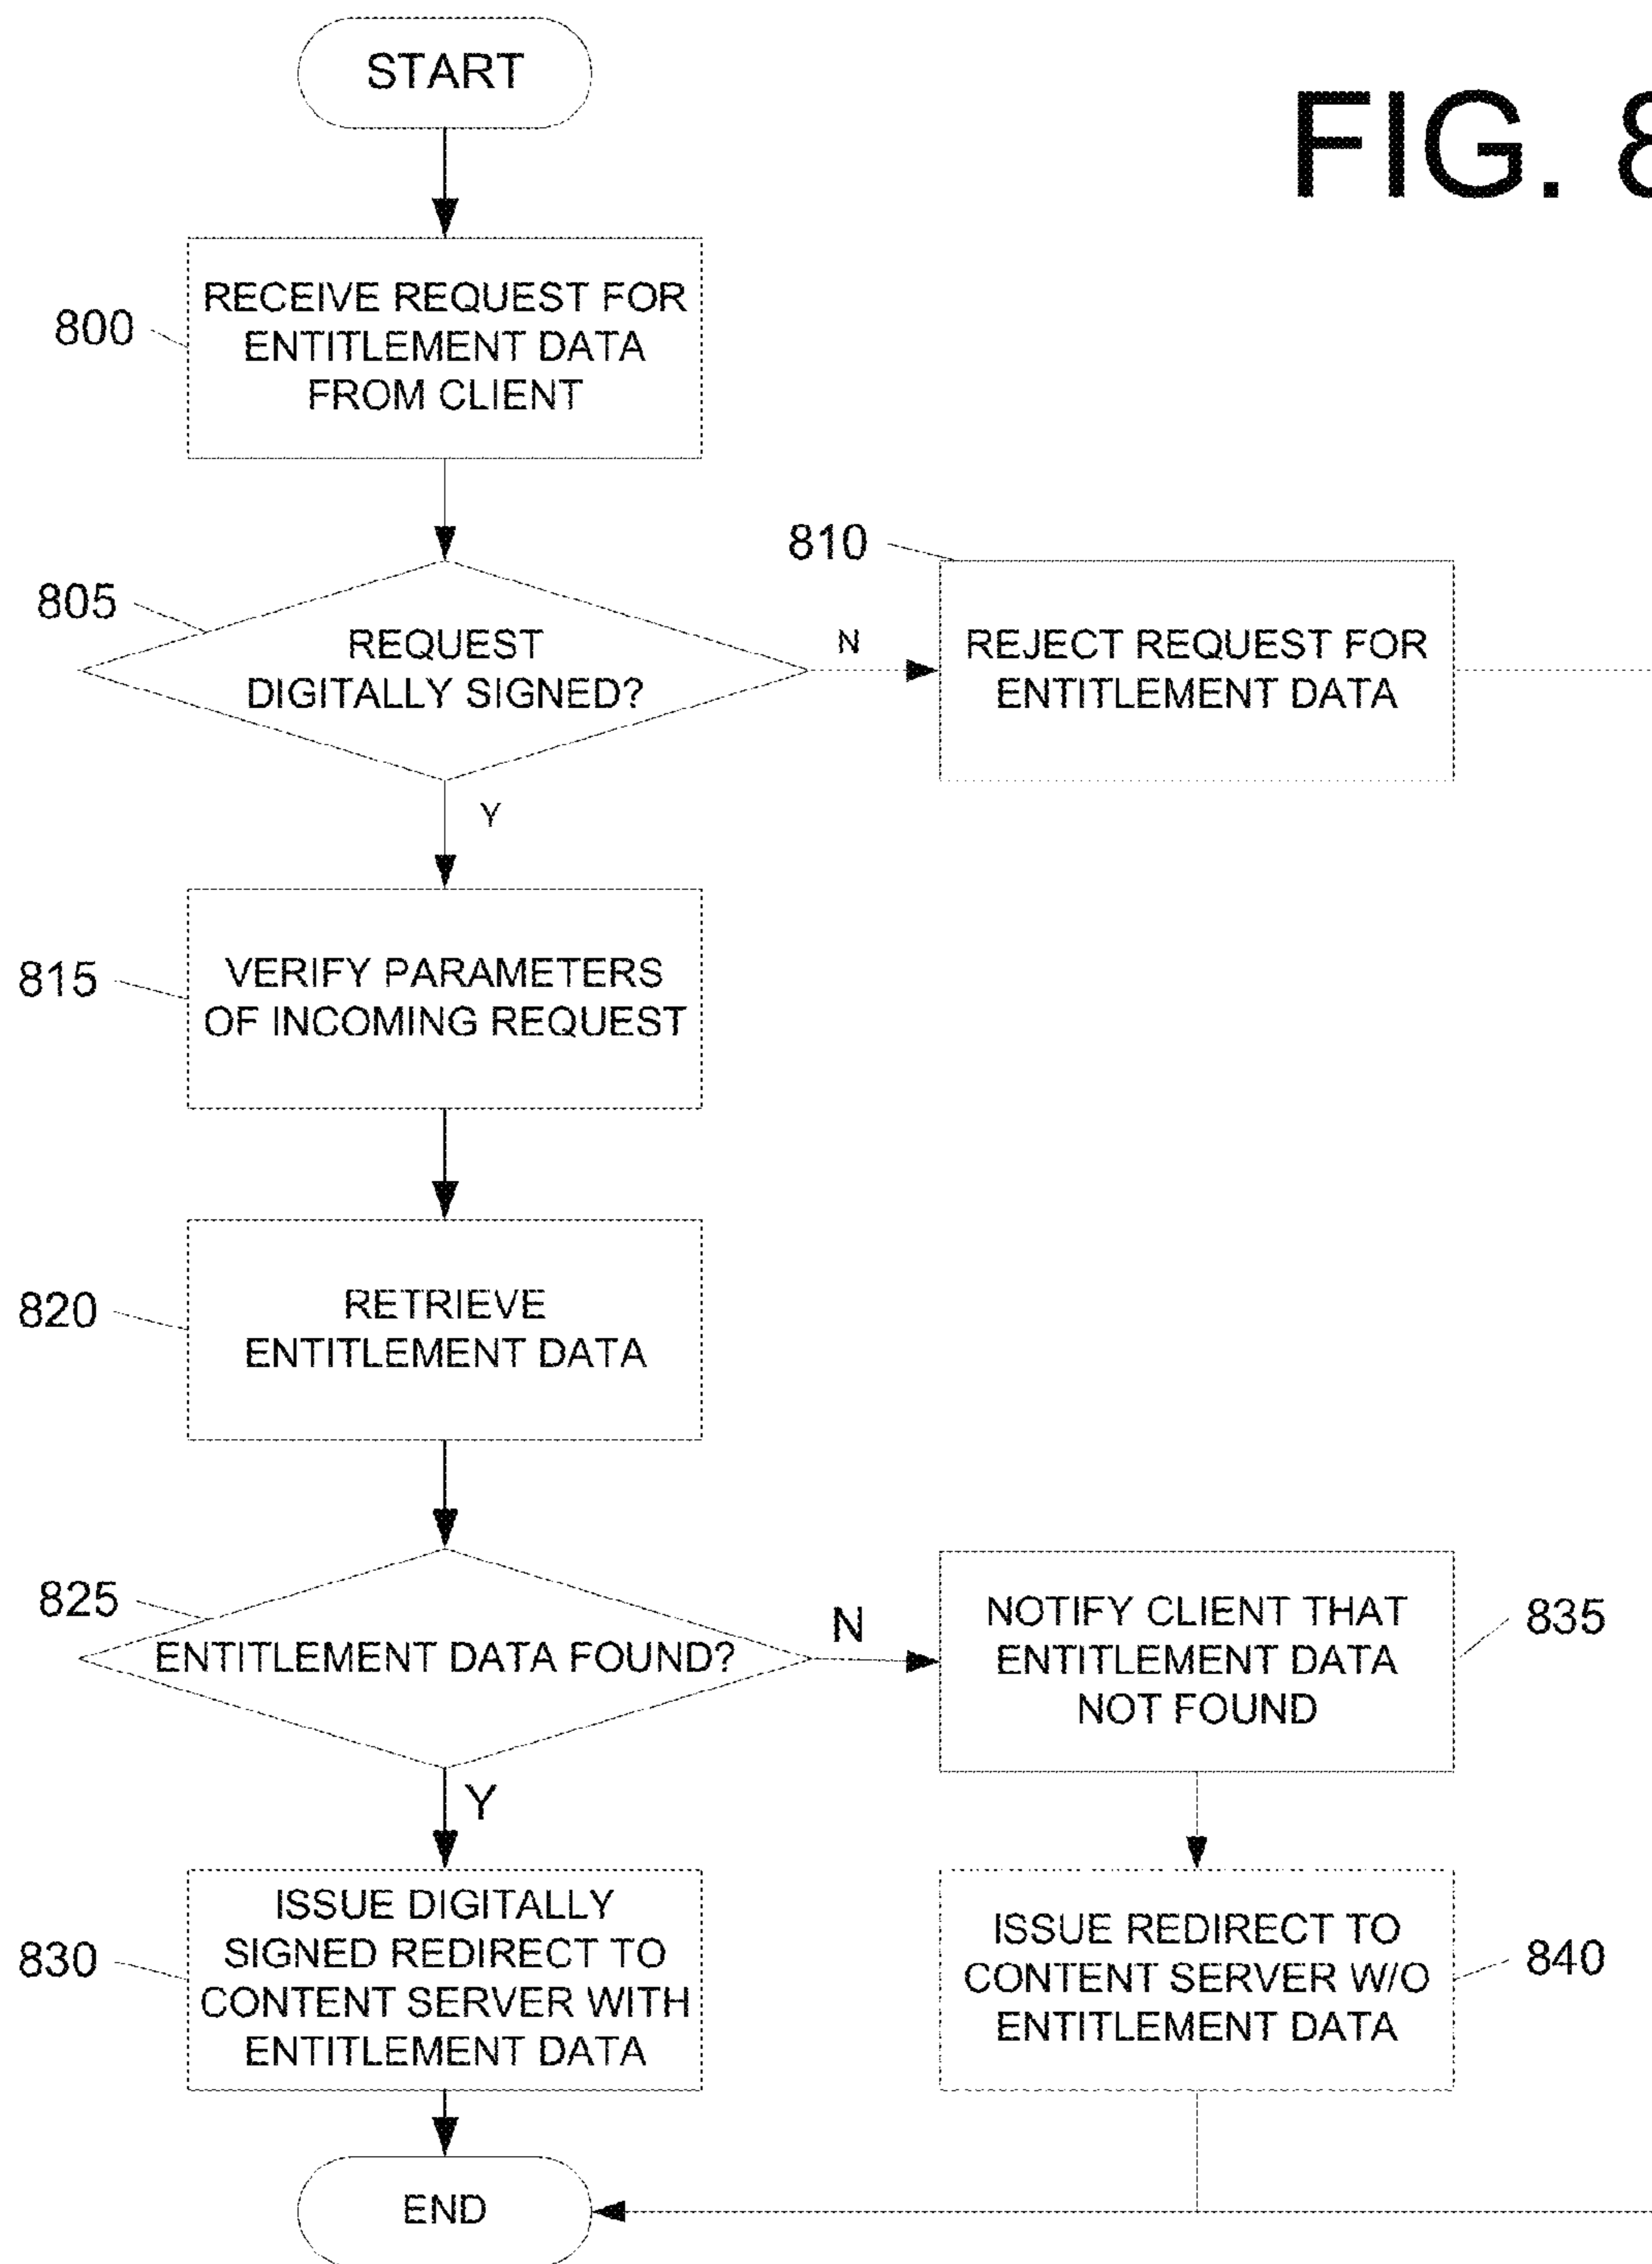 START
FIG. 8
800
RECEIVE REQUEST FOR
ENTITLEMENT DATA
FROM CLIENT
805
REQUEST
DIGITALLY SIGNED?
N
810
REJECT REQUEST FOR
ENTITLEMENT DATA
Y
815
VERIFY PARAMETERS
OF INCOMING REQUEST
820
RETRIEVE
ENTITLEMENT DATA
825
ENTITLEMENT DATA FOUND?
N
NOTIFY CLIENT THAT
ENTITLEMENT DATA
NOT FOUND
835
Y
830
ISSUE DIGITALLY
SIGNED REDIRECT TO
CONTENT SERVER WITH
ENTITLEMENT DATA
ISSUE REDIRECT TO
CONTENT SERVER W/O
ENTITLEMENT DATA
840
END